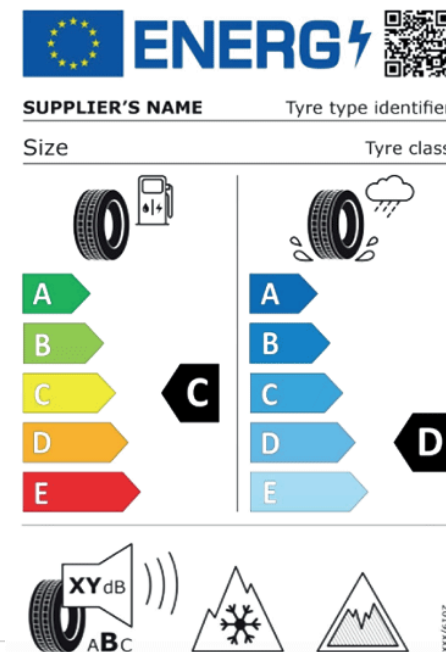 ENERG
SUPPLIER'S NAME Tyre type identifier
Size Tyre class
A A
B B
C C C
D D D
E E
XY dB
ABC